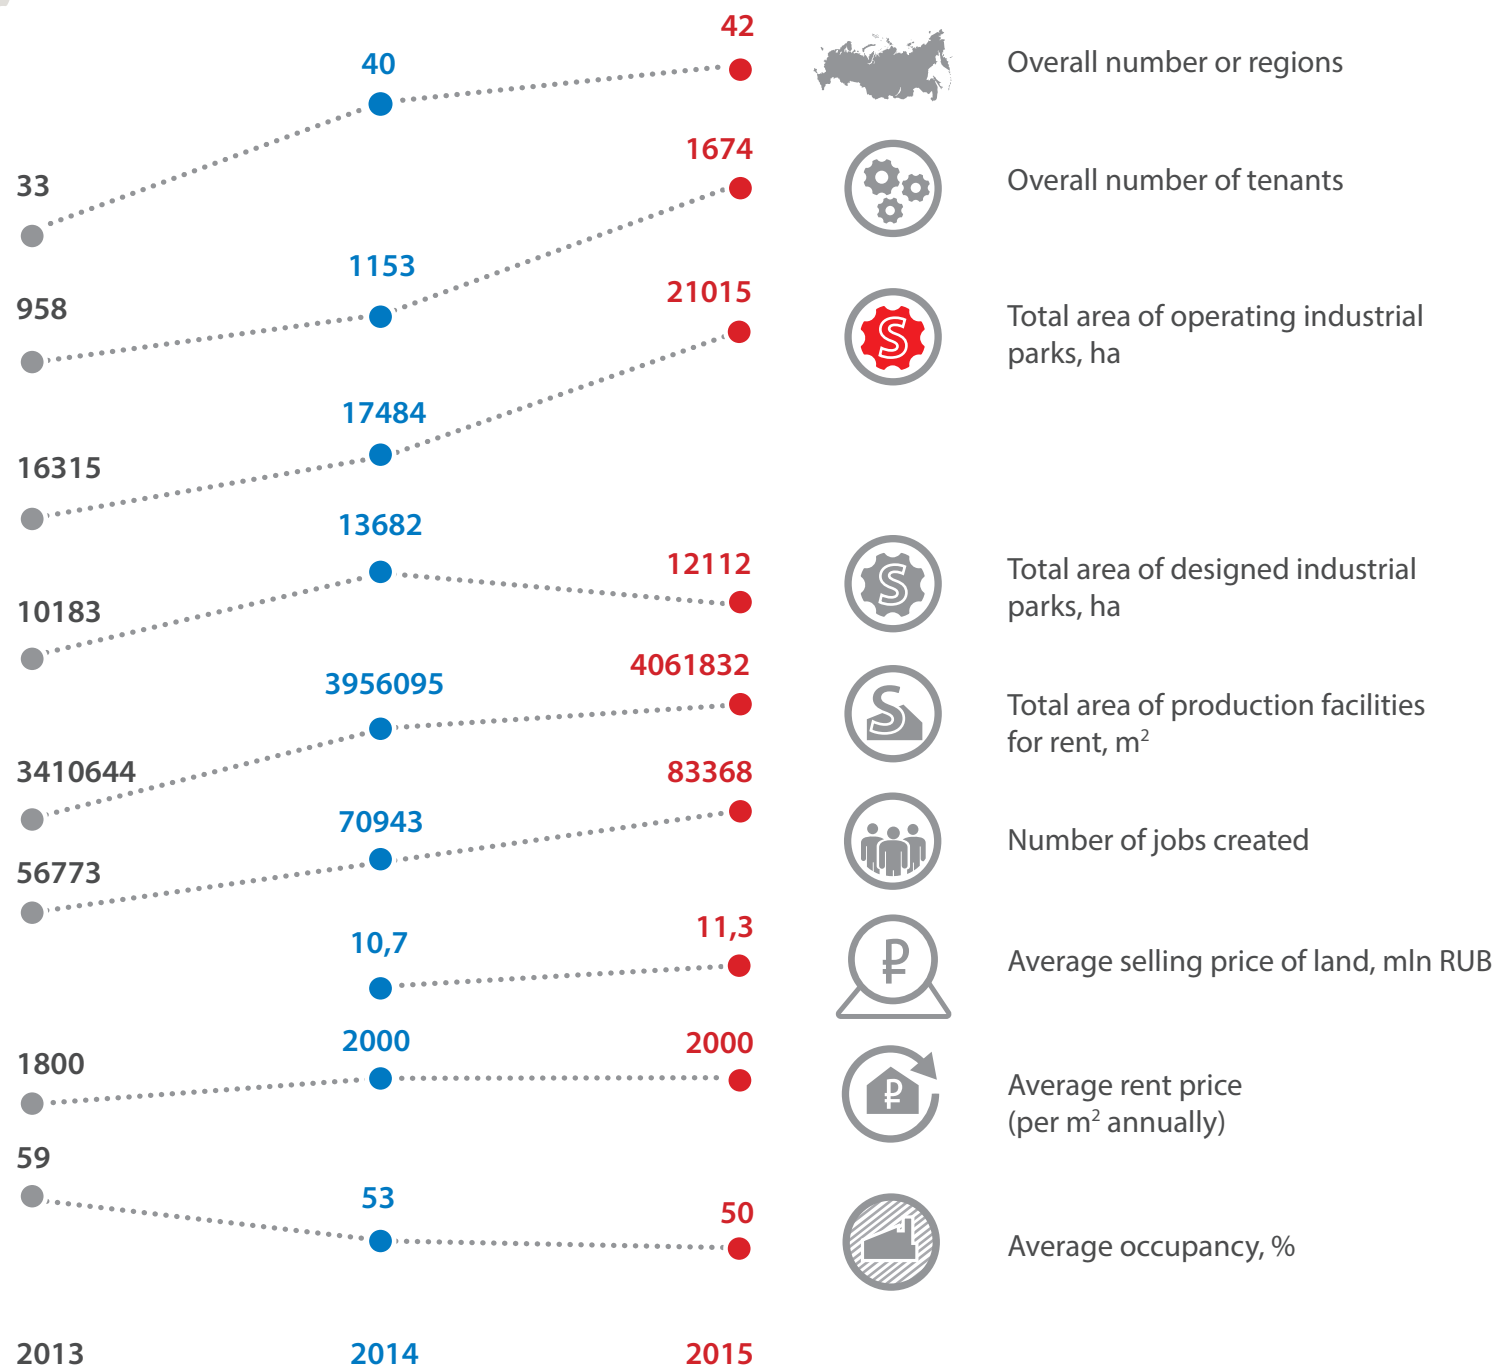 42
40
33
Overall number or regions
1674
1153
958
Overall number of tenants
21015
17484
16315
Total area of operating industrial
parks, ha
13682
12112
10183
Total area of designed industrial
parks, ha
4061832
3956095
3410644
Total area of production facilities
for rent, m²
83368
70943
56773
Number of jobs created
11,3
10,7
Average selling price of land, mln RUB
2000
2000
1800
Average rent price
(per m² annually)
59
53
50
Average occupancy, %
2013 2014 2015